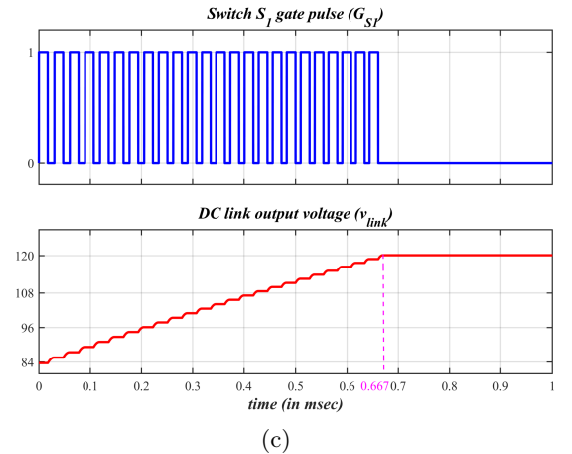 Switch S1 gate pulse (GS1)
1
0
DC link output voltage (vlink)
120
108
96
84
0 0.1 0.2 0.3 0.4 0.5 0.6 0.667 0.7 0.8 0.9 1
time (in msec)
(c)